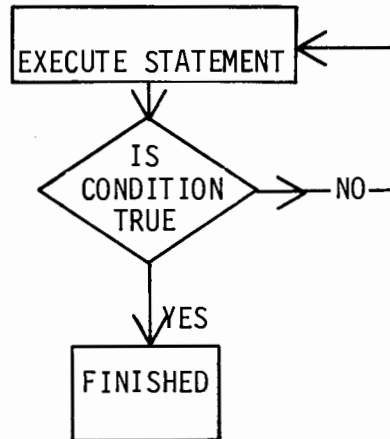 EXECUTE STATEMENT
IS
CONDITION
TRUE
NO
YES
FINISHED